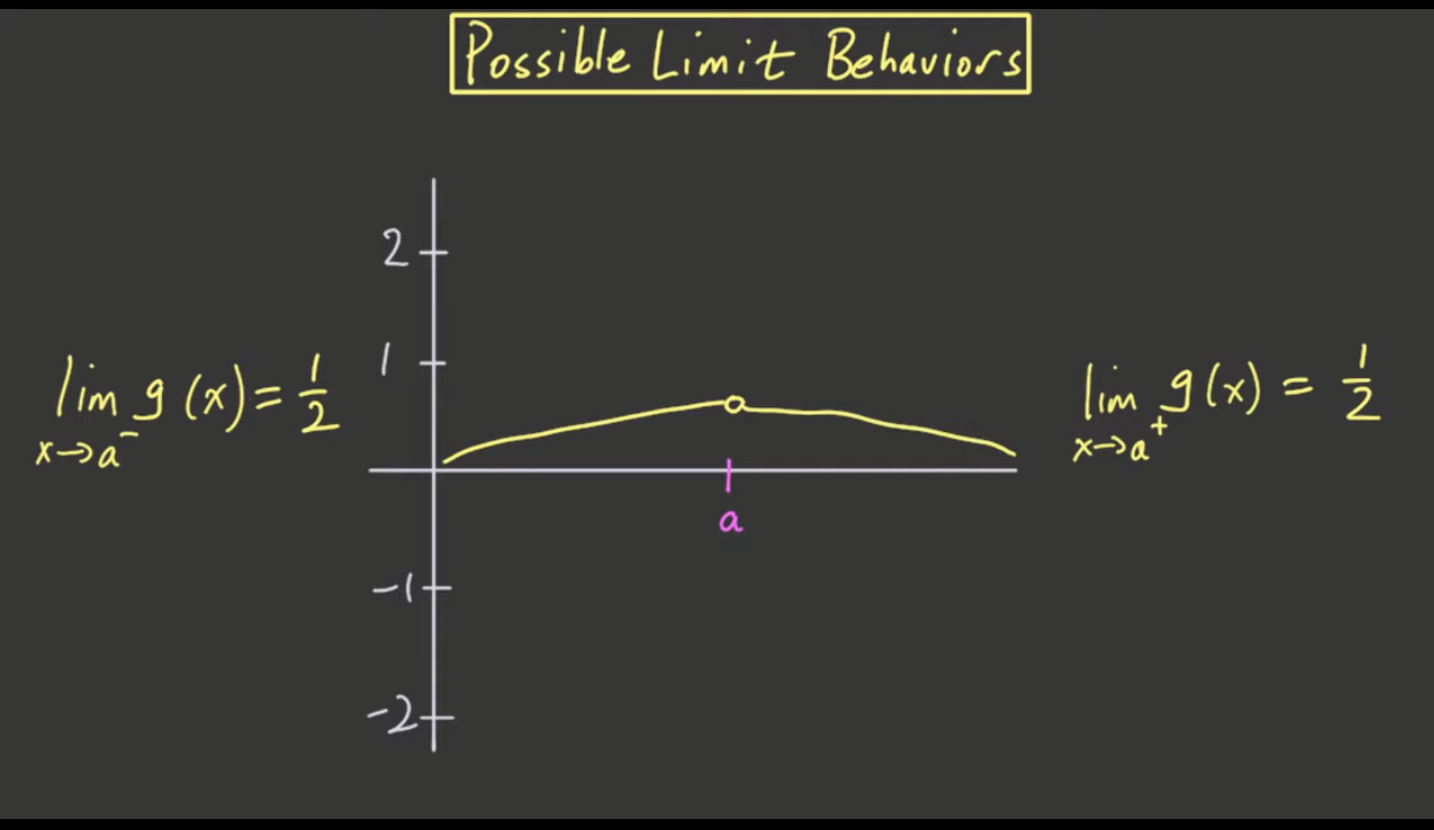 Possible Limit Behaviors
2
1
lim g(x) = 1/2
x→a⁻
lim g(x) = 1/2
x→a⁺
a
-1
-2